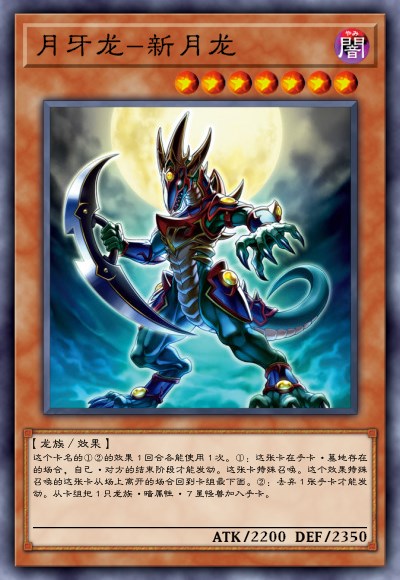 月牙龙-新月龙
やみ
闇
【龙族/效果】
这个卡名的①②的效果1回合各能使用1次。①：这张卡在手卡·墓地存在
的场合，自己·对方的结束阶段才能发动。这张卡特殊召唤。这个效果特殊
召唤的这张卡从场上离开的场合回到卡组最下面。②：丢弃1张手卡才能发
动。从卡组把1只龙族·暗属性·7星怪兽加入手卡。
ATK/2200 DEF/2350